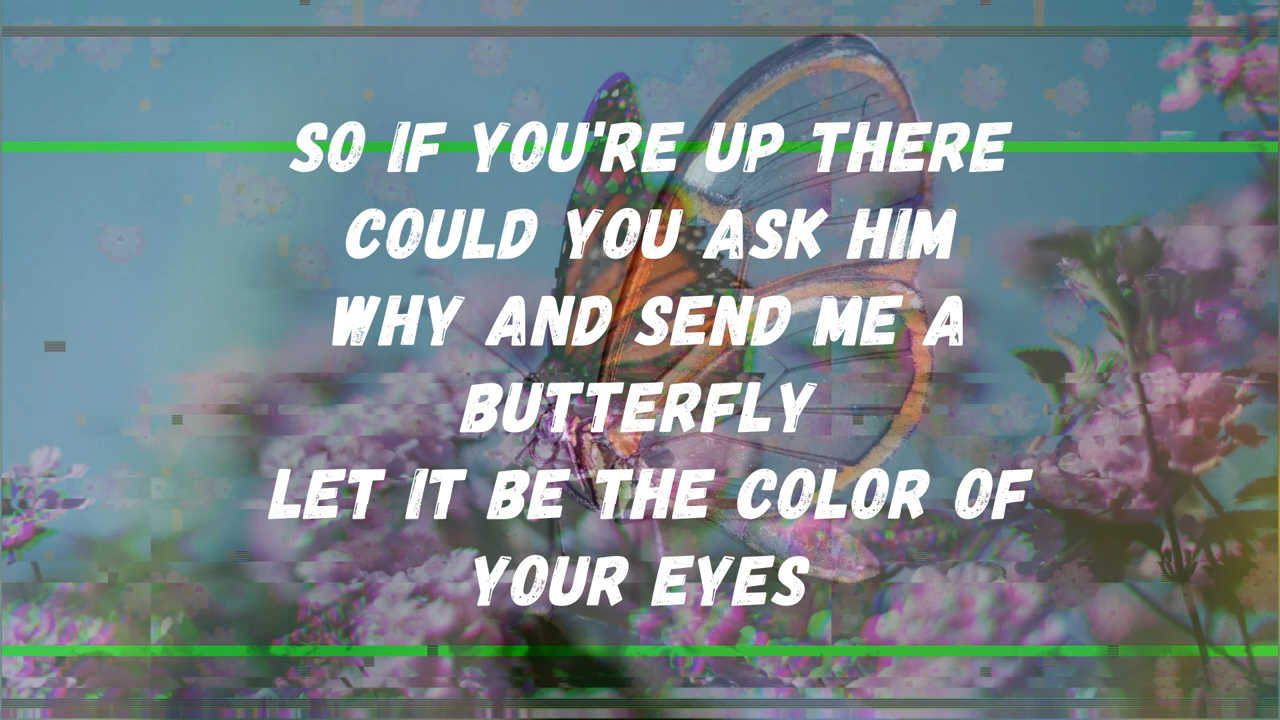 SO IF YOU'RE UP THERE
COULD YOU ASK HIM
WHY AND SEND ME A
BUTTERFLY
LET IT BE THE COLOR OF
YOUR EYES